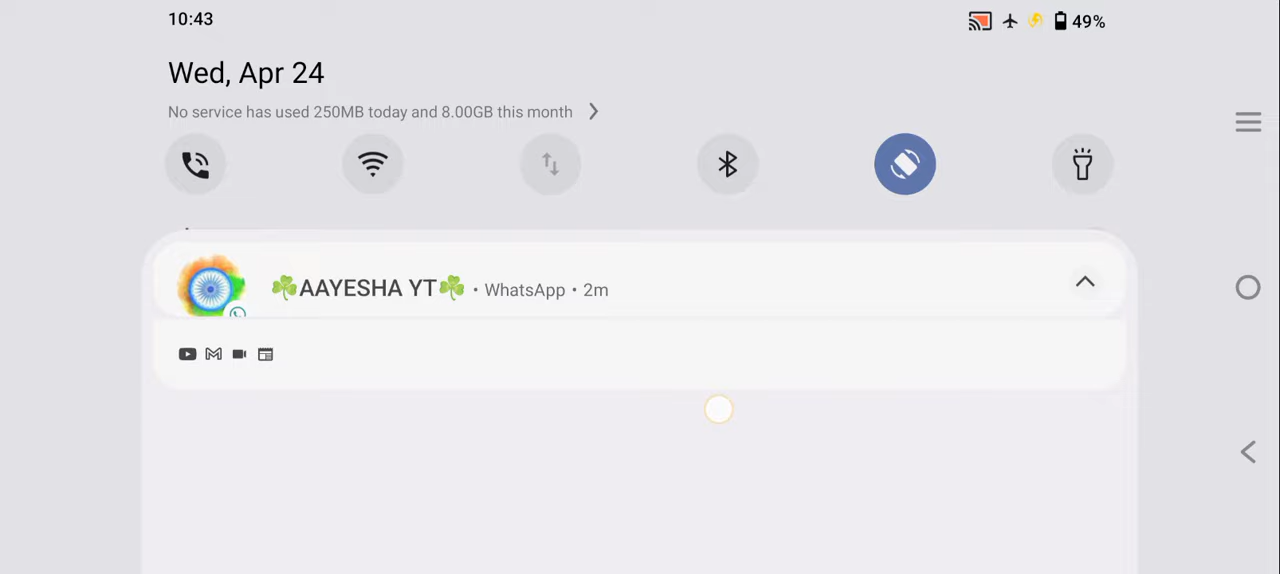 10:43
49%
Wed, Apr 24
No service has used 250MB today and 8.00GB this month
☘️AAYESHA YT☘️ • WhatsApp • 2m